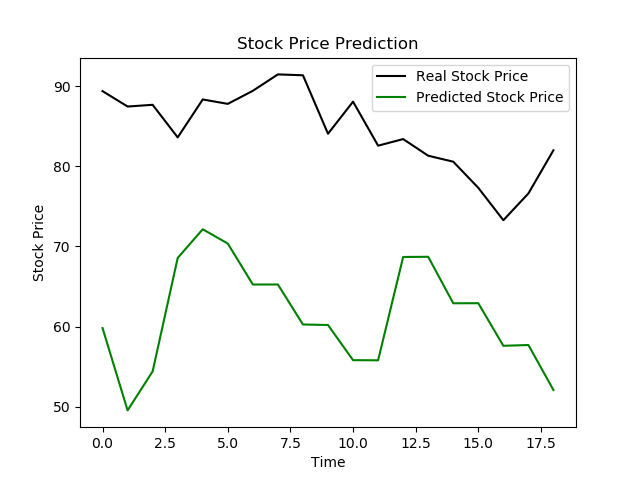 Stock Price Prediction
Real Stock Price
Predicted Stock Price
90
80
70
60
50
Stock Price
0.0 2.5 5.0 7.5 10.0 12.5 15.0 17.5
Time